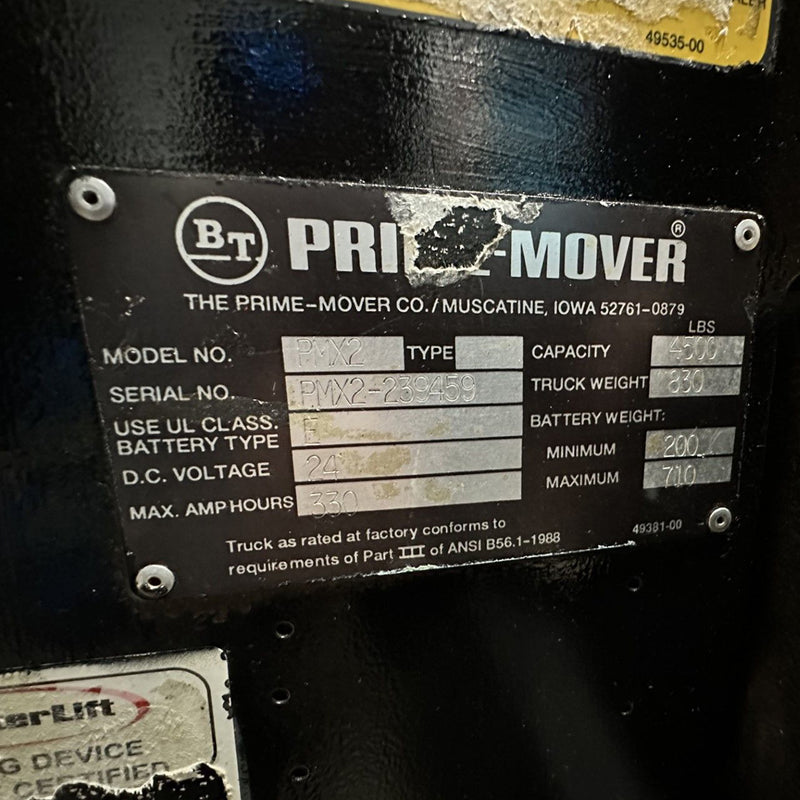 49535-00
BT PRIME-MOVER®
THE PRIME-MOVER CO./MUSCATINE, IOWA 52761-0879
LBS
MODEL NO. PMX2 TYPE CAPACITY 4500
SERIAL NO. PMX2-239459 TRUCK WEIGHT 830
USE UL CLASS. BATTERY WEIGHT:
BATTERY TYPE E MINIMUM 200
D.C. VOLTAGE 24 MAXIMUM 710
MAX. AMP HOURS 330
Truck as rated at factory conforms to
requirements of Part III of ANSI B56.1-1988
49381-00
terLift
G DEVICE
CERTIFIED